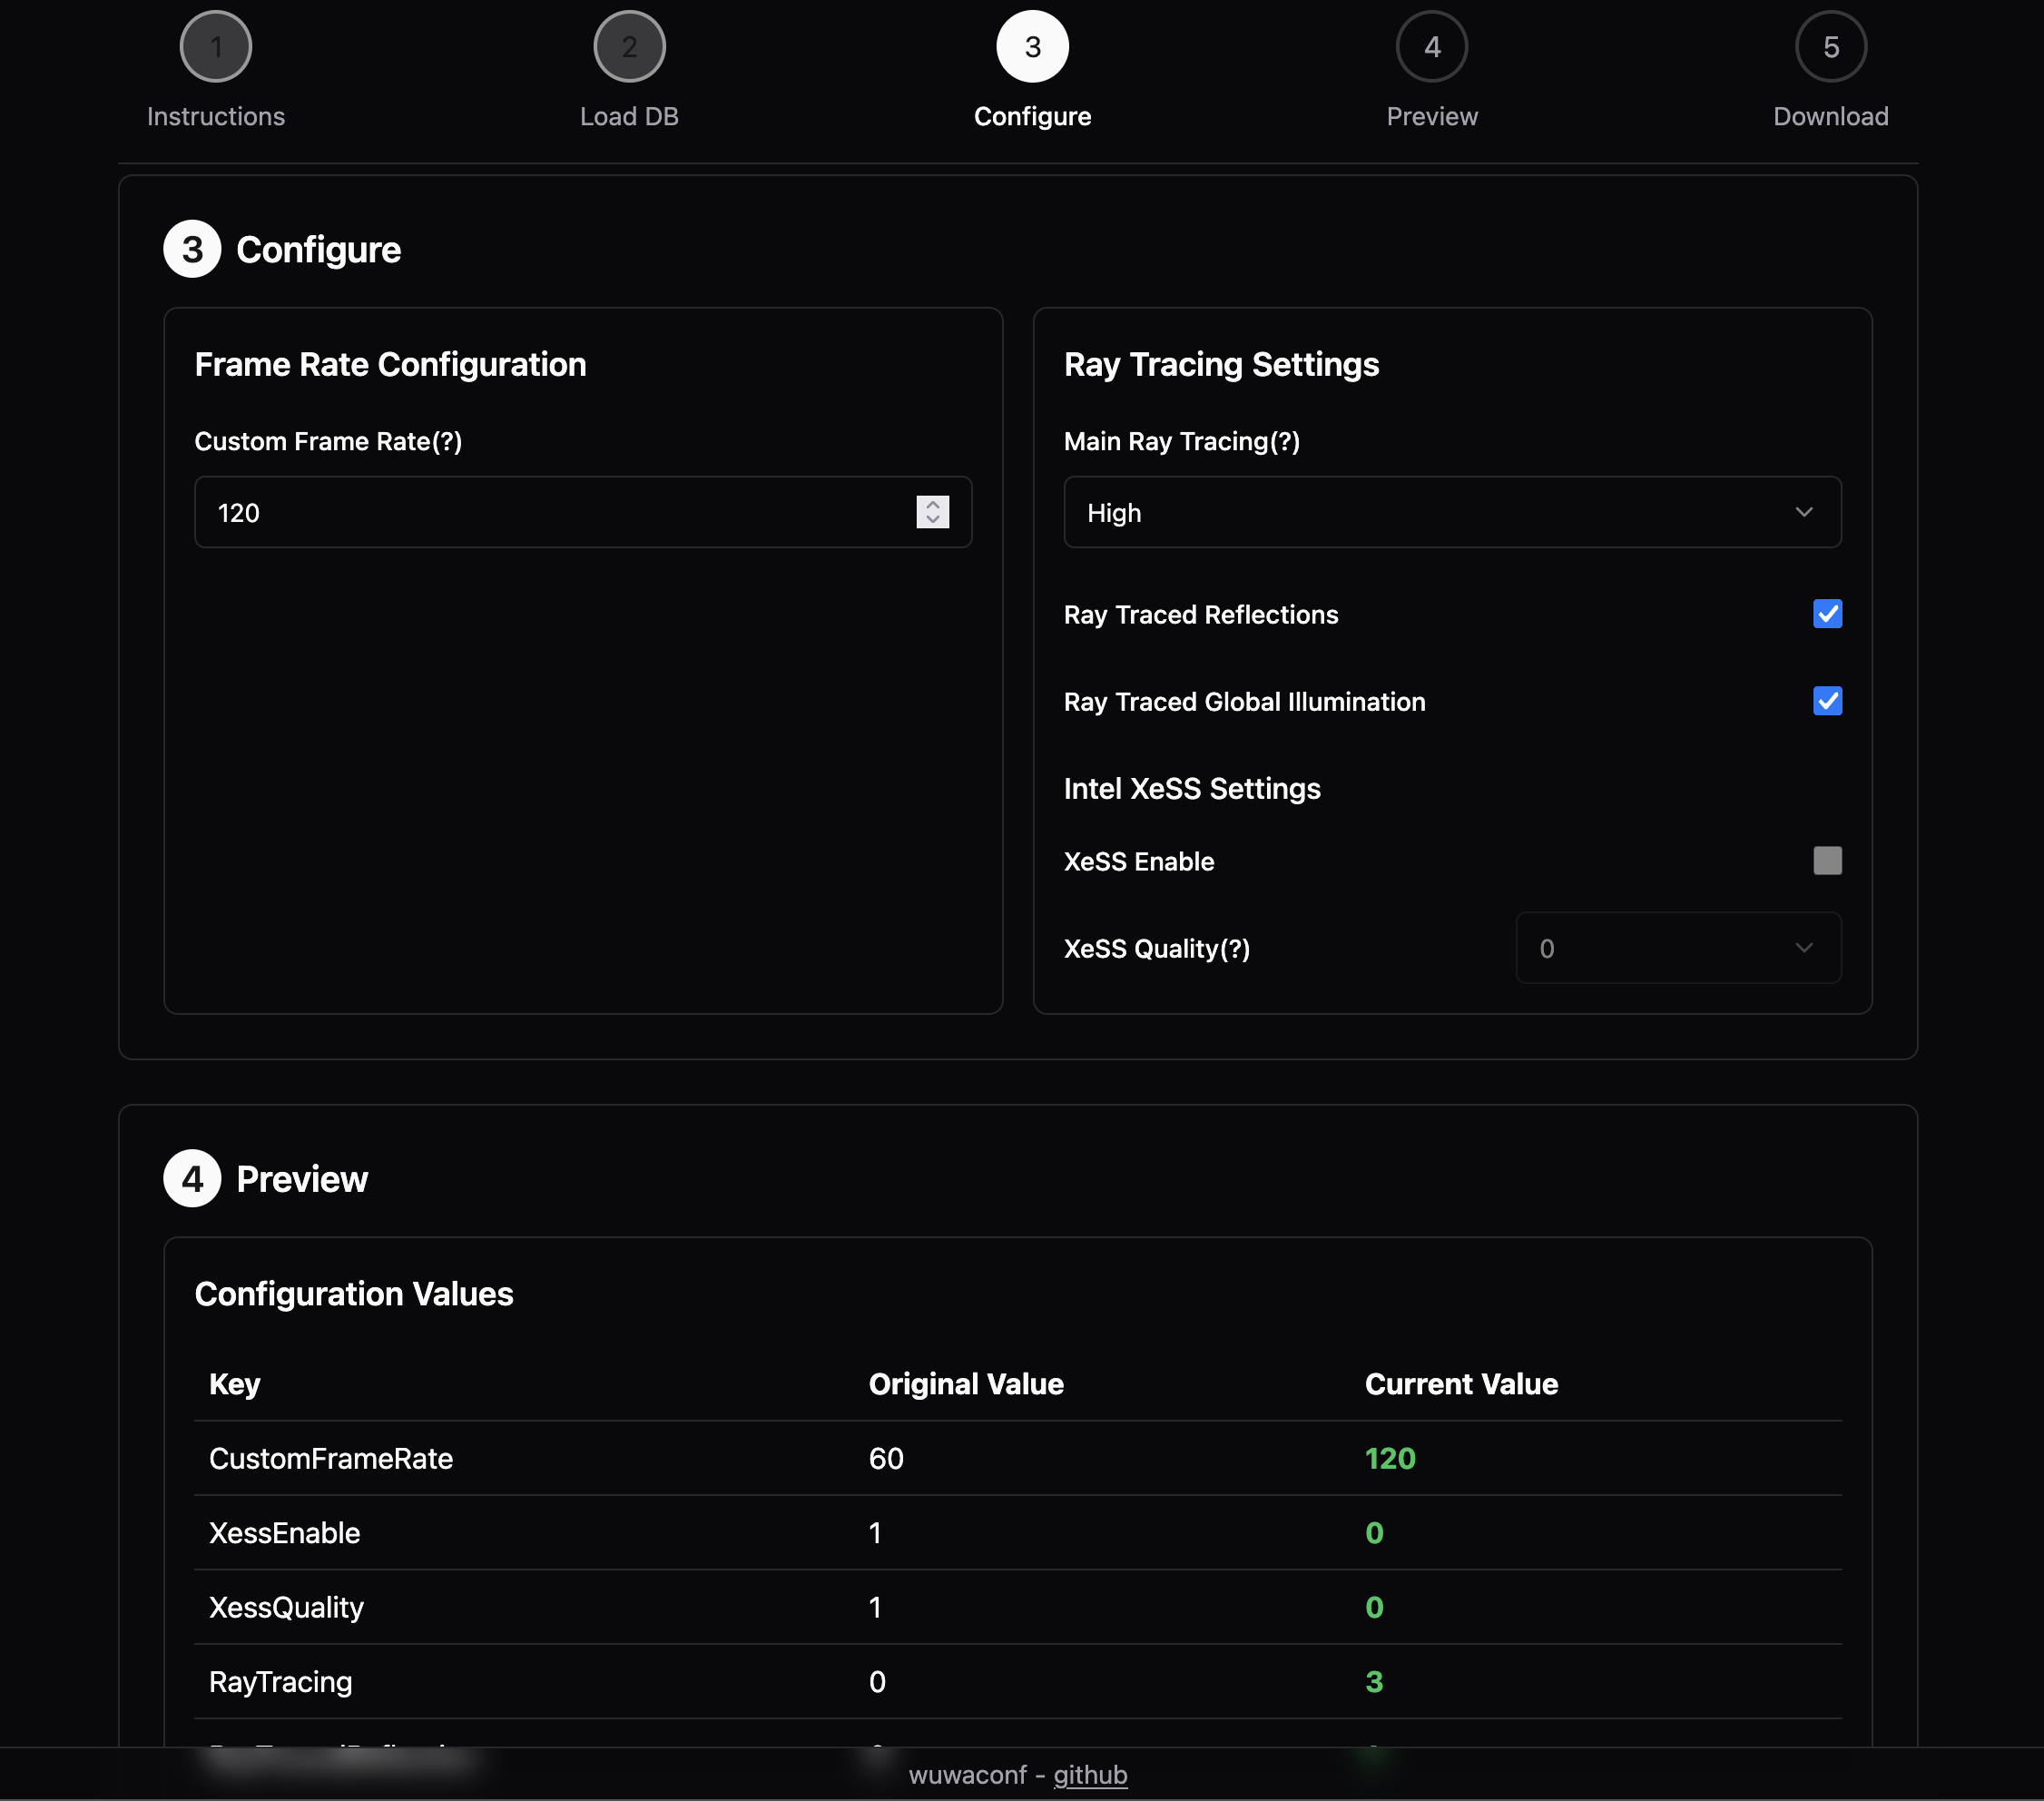 1
2
3
4
5
Instructions
Load DB
Configure
Preview
Download
3 Configure
Frame Rate Configuration
Custom Frame Rate(?)
120
Ray Tracing Settings
Main Ray Tracing(?)
High
Ray Traced Reflections
Ray Traced Global Illumination
Intel XeSS Settings
XeSS Enable
XeSS Quality(?)
0
4 Preview
Configuration Values
Key Original Value Current Value
CustomFrameRate 60 120
XessEnable 1 0
XessQuality 1 0
RayTracing 0 3
wuwaconf - github